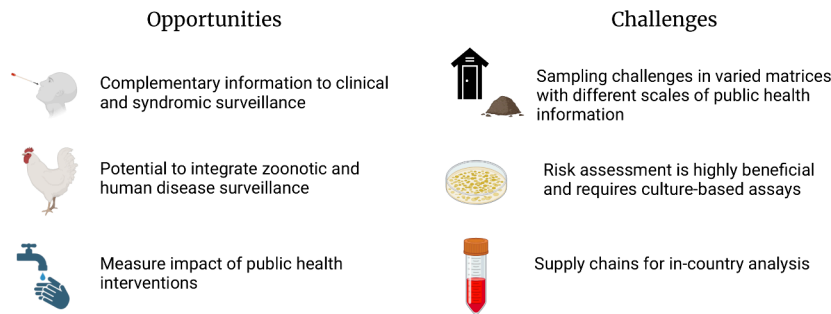 Opportunities
Complementary information to clinical
and syndromic surveillance
Potential to integrate zoonotic and
human disease surveillance
Measure impact of public health
interventions
Challenges
Sampling challenges in varied matrices
with different scales of public health
information
Risk assessment is highly beneficial
and requires culture-based assays
Supply chains for in-country analysis